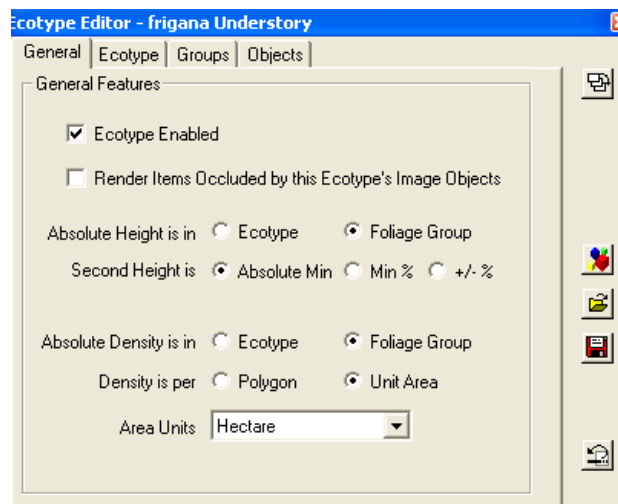 Ecotype Editor - frigana Understory
General Ecotype Groups Objects
General Features
Ecotype Enabled
Render Items Occluded by this Ecotype's Image Objects
Absolute Height is in Ecotype Foliage Group
Second Height is Absolute Min Min % +/- %
Absolute Density is in Ecotype Foliage Group
Density is per Polygon Unit Area
Area Units Hectare